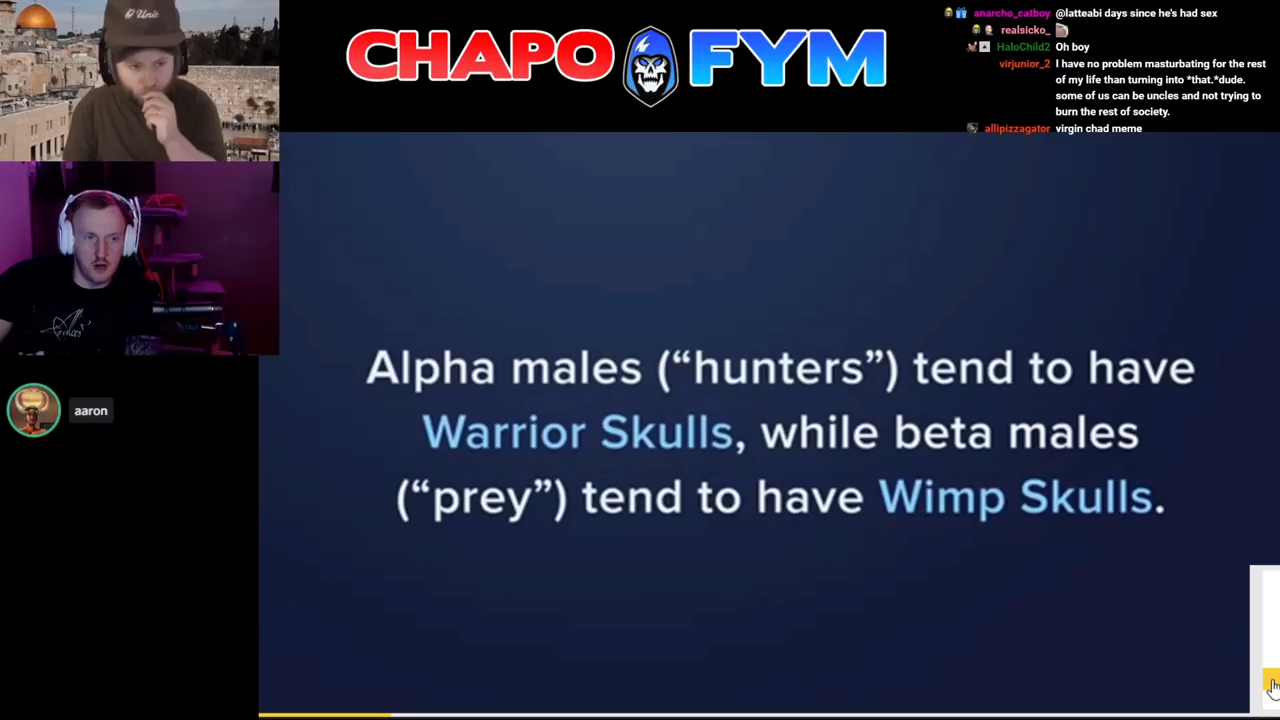 D Unit
CHAPO FYM
anarcho_catboy @latteabi days since he's had sex
realsicko_
HaloChild2 Oh boy
virjunior_2 I have no problem masturbating for the rest
of my life than turning into *that.*dude.
some of us can be uncles and not trying to
burn the rest of society.
allipizzagator virgin chad meme
aaron
Alpha males (“hunters”) tend to have
Warrior Skulls, while beta males
(“prey”) tend to have Wimp Skulls.